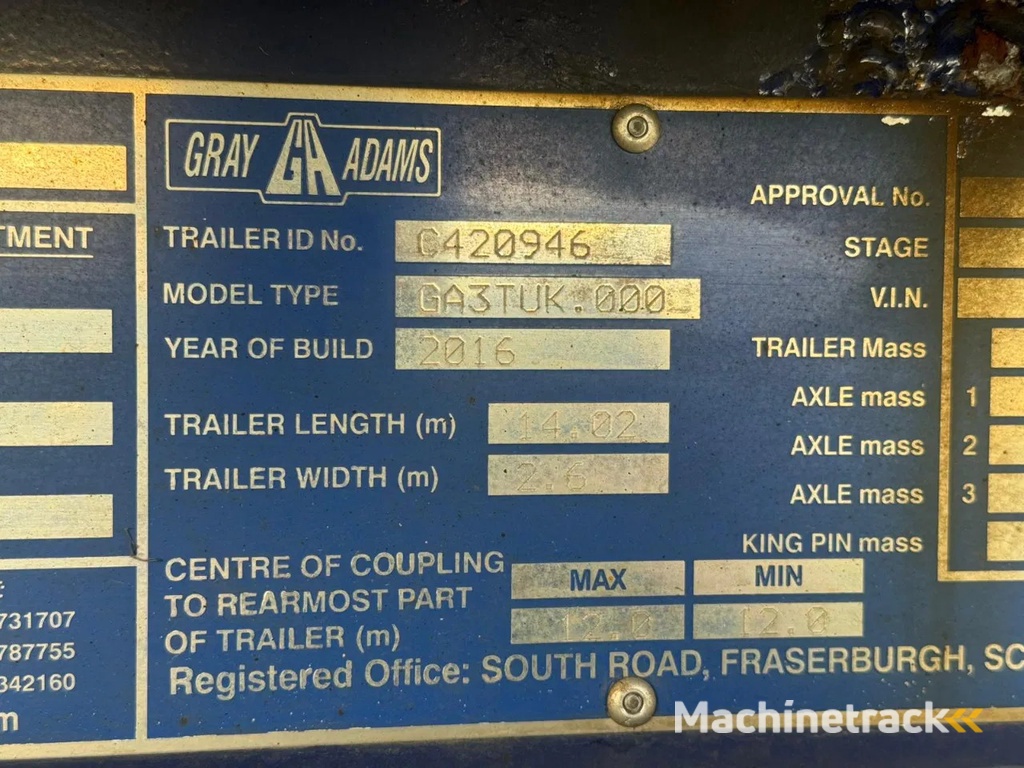 GRAY GA ADAMS
TMENT
TRAILER ID No. C420946
MODEL TYPE GA3TUK.000
YEAR OF BUILD 2016
TRAILER LENGTH (m) 14.02
TRAILER WIDTH (m) 2.6
CENTRE OF COUPLING
TO REARMOST PART
OF TRAILER (m)
MAX MIN
12.0 12.0
APPROVAL No.
STAGE
V.I.N.
TRAILER Mass
AXLE mass 1
AXLE mass 2
AXLE mass 3
KING PIN mass
731707
787755
342160
m
Registered Office: SOUTH ROAD, FRASERBURGH, SC
Machinetrack